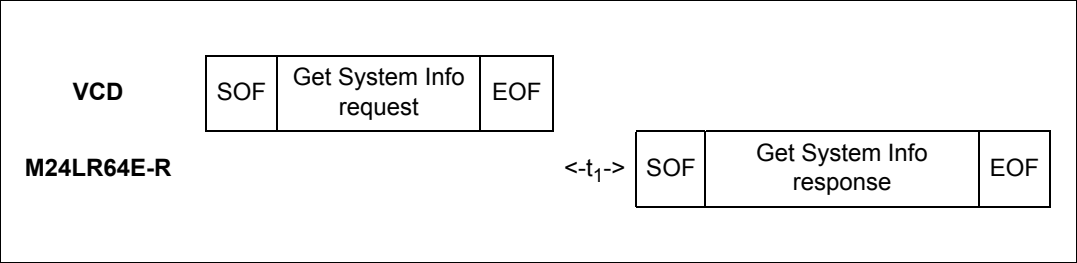 VCD SOF Get System Info request EOF
M24LR64E-R <-t1-> SOF Get System Info response EOF